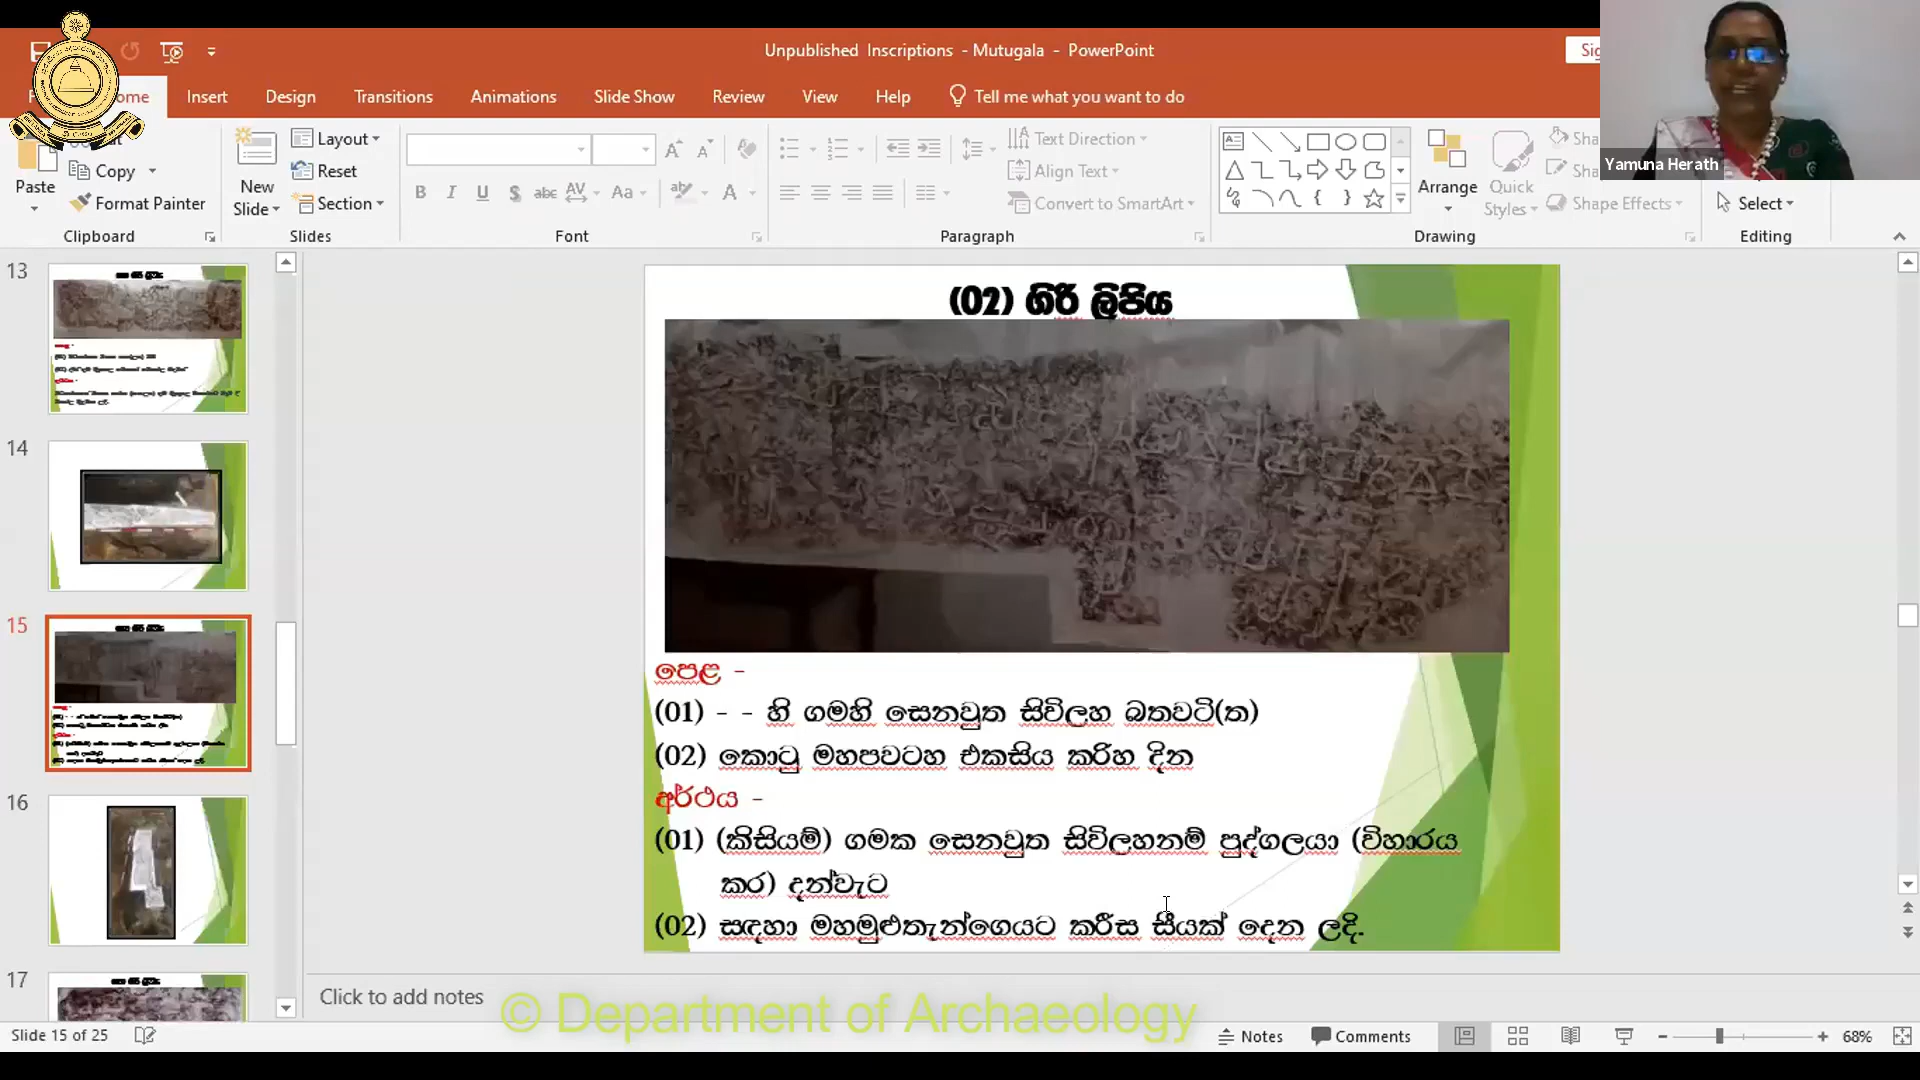 Unpublished Inscriptions - Mutugala - PowerPoint
Insert Design Transitions Animations Slide Show Review View Help Tell me what you want to do
Yamuna Herath
Paste
Copy
Format Painter
Clipboard
New Slide
Layout
Reset
Section
Slides
B I U S abc AV Aa A
Font
Text Direction
Align Text
Convert to SmartArt
Paragraph
Arrange
Quick Styles
Shape Effects
Drawing
Select
Editing
13
14
15
16
17
(02) ගිරි ලිපිය
පෙළ -
(01) - - හි ගමහි සෙනවුත සිවිලහ බතවටි(ත)
(02) කොටු මහපවටහ එකසිය කරිහ දින
අර්ථය -
(01) (කිසියම්) ගමක සෙනවුත සිවිලහනම් පුද්ගලයා (විහාරය
කර) දන්වැට
(02) සඳහා මහමුළුතැන්ගෙයට කරීස සීයක් දෙන ලදි.
Click to add notes
© Department of Archaeology
Slide 15 of 25
Notes
Comments
68%